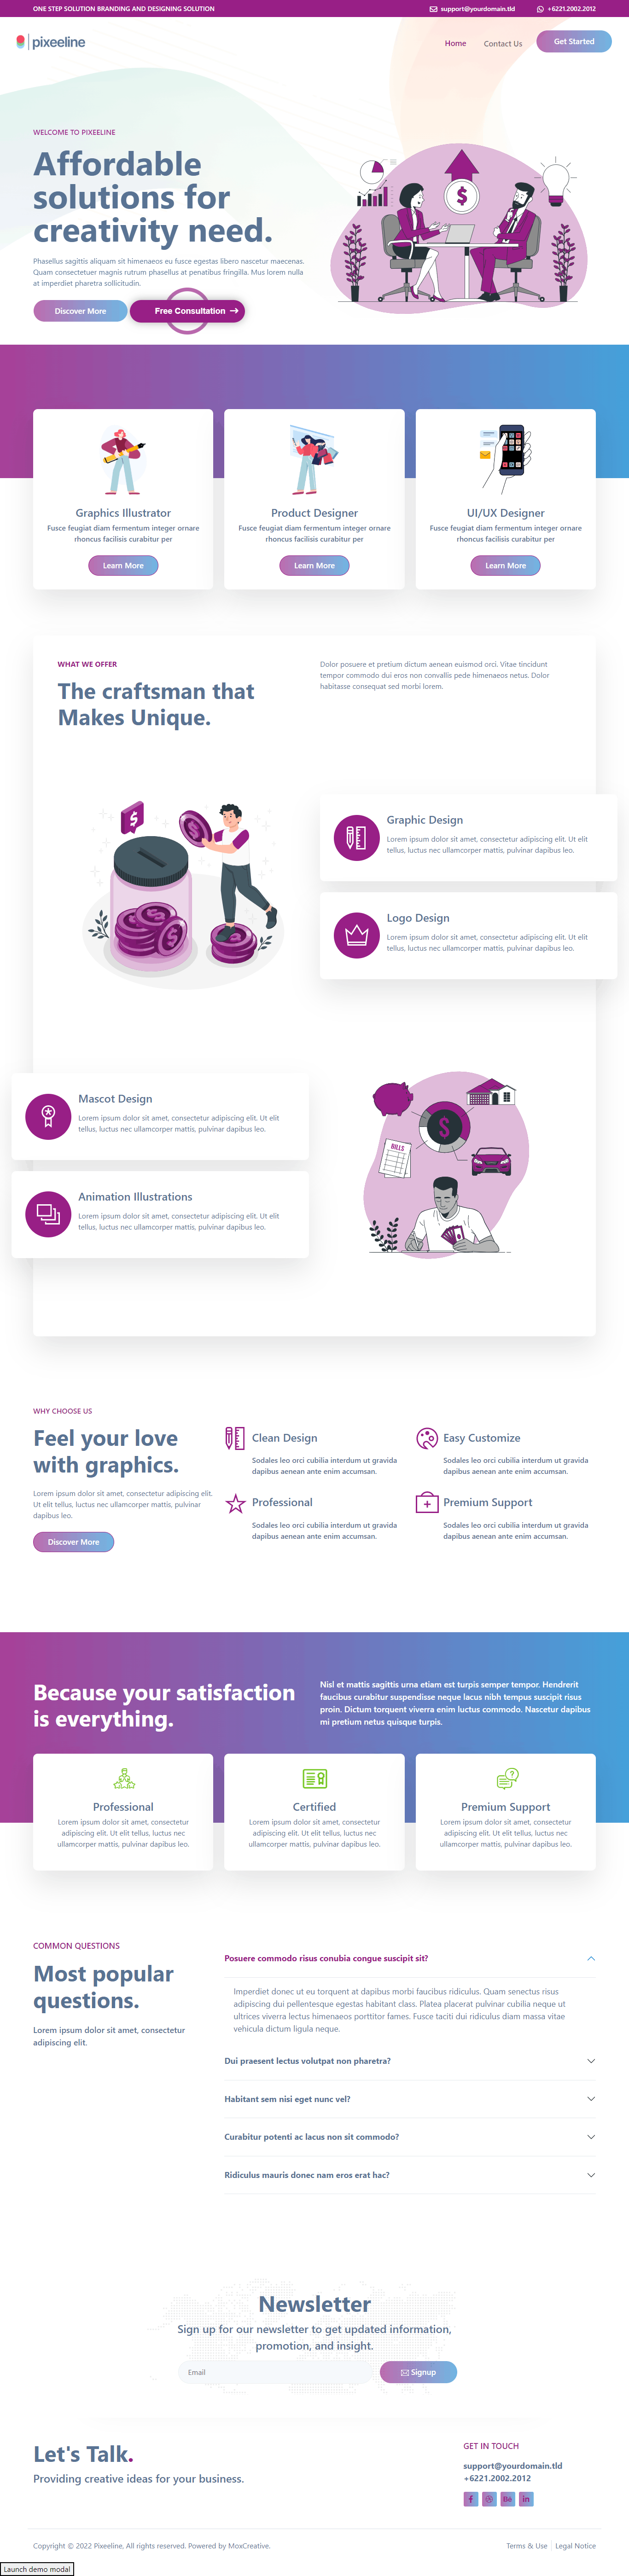 ONE STEP SOLUTION BRANDING AND DESIGNING SOLUTION
support@yourdomain.tld
+6221.2002.2012
pixeeline
Home
Contact Us
Get Started
WELCOME TO PIXEELINE
Affordable
solutions for
creativity need.
Phasellus sagittis aliquam sit himenaeos eu fusce egestas libero nascetur maecenas.
Quam consectetuer magnis rutrum phasellus at penatibus fringilla. Mus lorem nulla
at imperdiet pharetra sollicitudin.
Discover More
Free Consultation →
$
Graphics Illustrator
Fusce feugiat diam fermentum integer ornare
rhoncus facilisis curabitur per
Learn More
Product Designer
Fusce feugiat diam fermentum integer ornare
rhoncus facilisis curabitur per
Learn More
UI/UX Designer
Fusce feugiat diam fermentum integer ornare
rhoncus facilisis curabitur per
Learn More
WHAT WE OFFER
The craftsman that
Makes Unique.
Dolor posuere et pretium dictum aenean euismod orci. Vitae tincidunt
tempor commodo dui eros non convallis pede himenaeos netus. Dolor
habitasse consequat sed morbi lorem.
Graphic Design
Lorem ipsum dolor sit amet, consectetur adipiscing elit. Ut elit
tellus, luctus nec ullamcorper mattis, pulvinar dapibus leo.
Logo Design
Lorem ipsum dolor sit amet, consectetur adipiscing elit. Ut elit
tellus, luctus nec ullamcorper mattis, pulvinar dapibus leo.
Mascot Design
Lorem ipsum dolor sit amet, consectetur adipiscing elit. Ut elit
tellus, luctus nec ullamcorper mattis, pulvinar dapibus leo.
Animation Illustrations
Lorem ipsum dolor sit amet, consectetur adipiscing elit. Ut elit
tellus, luctus nec ullamcorper mattis, pulvinar dapibus leo.
$
BILLS
WHY CHOOSE US
Feel your love
with graphics.
Lorem ipsum dolor sit amet, consectetur adipiscing elit.
Ut elit tellus, luctus nec ullamcorper mattis, pulvinar
dapibus leo.
Discover More
Clean Design
Sodales leo orci cubilia interdum ut gravida
dapibus aenean ante enim accumsan.
Easy Customize
Sodales leo orci cubilia interdum ut gravida
dapibus aenean ante enim accumsan.
Professional
Sodales leo orci cubilia interdum ut gravida
dapibus aenean ante enim accumsan.
Premium Support
Sodales leo orci cubilia interdum ut gravida
dapibus aenean ante enim accumsan.
Because your satisfaction
is everything.
Nisl et mattis sagittis urna etiam est turpis semper tempor. Hendrerit
faucibus curabitur suspendisse neque lacus nibh tempus suscipit risus
proin. Dictum torquent viverra enim luctus commodo. Nascetur dapibus
mi pretium netus quisque turpis.
Professional
Lorem ipsum dolor sit amet, consectetur
adipiscing elit. Ut elit tellus, luctus nec
ullamcorper mattis, pulvinar dapibus leo.
Certified
Lorem ipsum dolor sit amet, consectetur
adipiscing elit. Ut elit tellus, luctus nec
ullamcorper mattis, pulvinar dapibus leo.
Premium Support
Lorem ipsum dolor sit amet, consectetur
adipiscing elit. Ut elit tellus, luctus nec
ullamcorper mattis, pulvinar dapibus leo.
COMMON QUESTIONS
Most popular
questions.
Lorem ipsum dolor sit amet, consectetur
adipiscing elit.
Posuere commodo risus conubia congue suscipit sit?
Imperdiet donec ut eu torquent at dapibus morbi faucibus ridiculus. Quam senectus risus
adipiscing dui pellentesque egestas habitant class. Platea placerat pulvinar cubilia neque ut
ultrices viverra lectus himenaeos porttitor fames. Fusce taciti dui ridiculus diam massa vitae
vehicula dictum ligula neque.
Dui praesent lectus volutpat non pharetra?
Habitant sem nisi eget nunc vel?
Curabitur potenti ac lacus non sit commodo?
Ridiculus mauris donec nam eros erat hac?
Newsletter
Sign up for our newsletter to get updated information,
promotion, and insight.
Email
Signup
Let's Talk.
Providing creative ideas for your business.
GET IN TOUCH
support@yourdomain.tld
+6221.2002.2012
Copyright © 2022 Pixeeline, All rights reserved. Powered by MoxCreative.
Terms & Use
Legal Notice
Launch demo modal